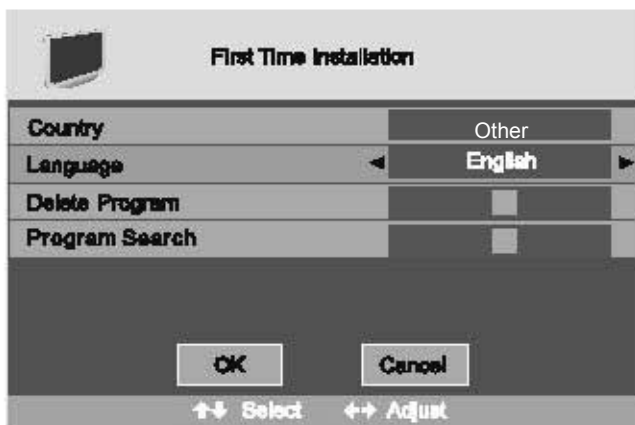 First Time Installation
Country Other
Language English
Delete Program
Program Search
OK Cancel
Select Adjust